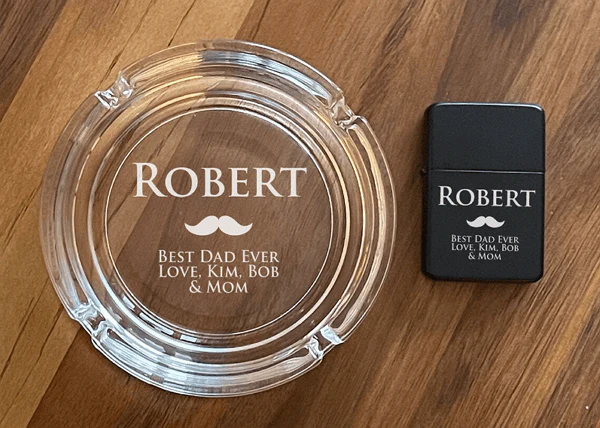 Robert
Best Dad Ever
Love, Kim, Bob
& Mom
Robert
Best Dad Ever
Love, Kim, Bob
& Mom